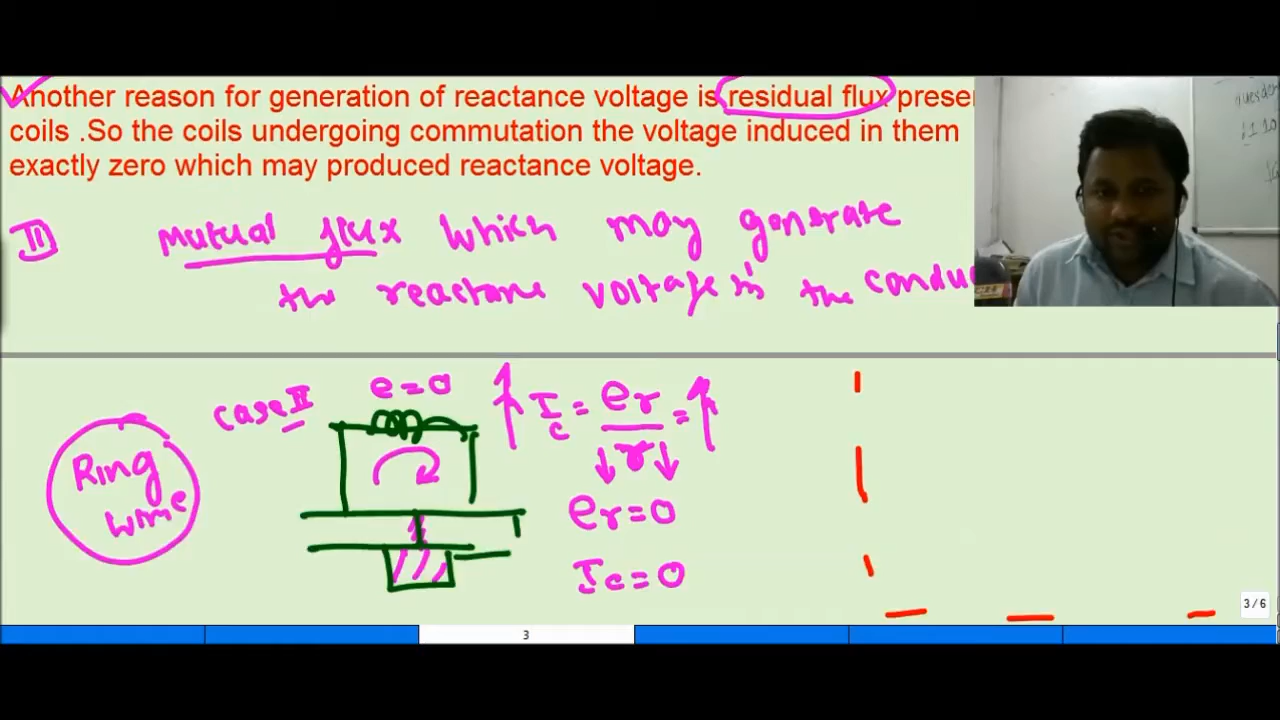 Another reason for generation of reactance voltage is residual flux presen
coils .So the coils undergoing commutation the voltage induced in them
exactly zero which may produced reactance voltage.
II
Mutual flux which may generate
the reactane voltage in the condu
Case II
e=0
Ic = er/r =
Ring
wire
er=0
Ic=0
3/6
3